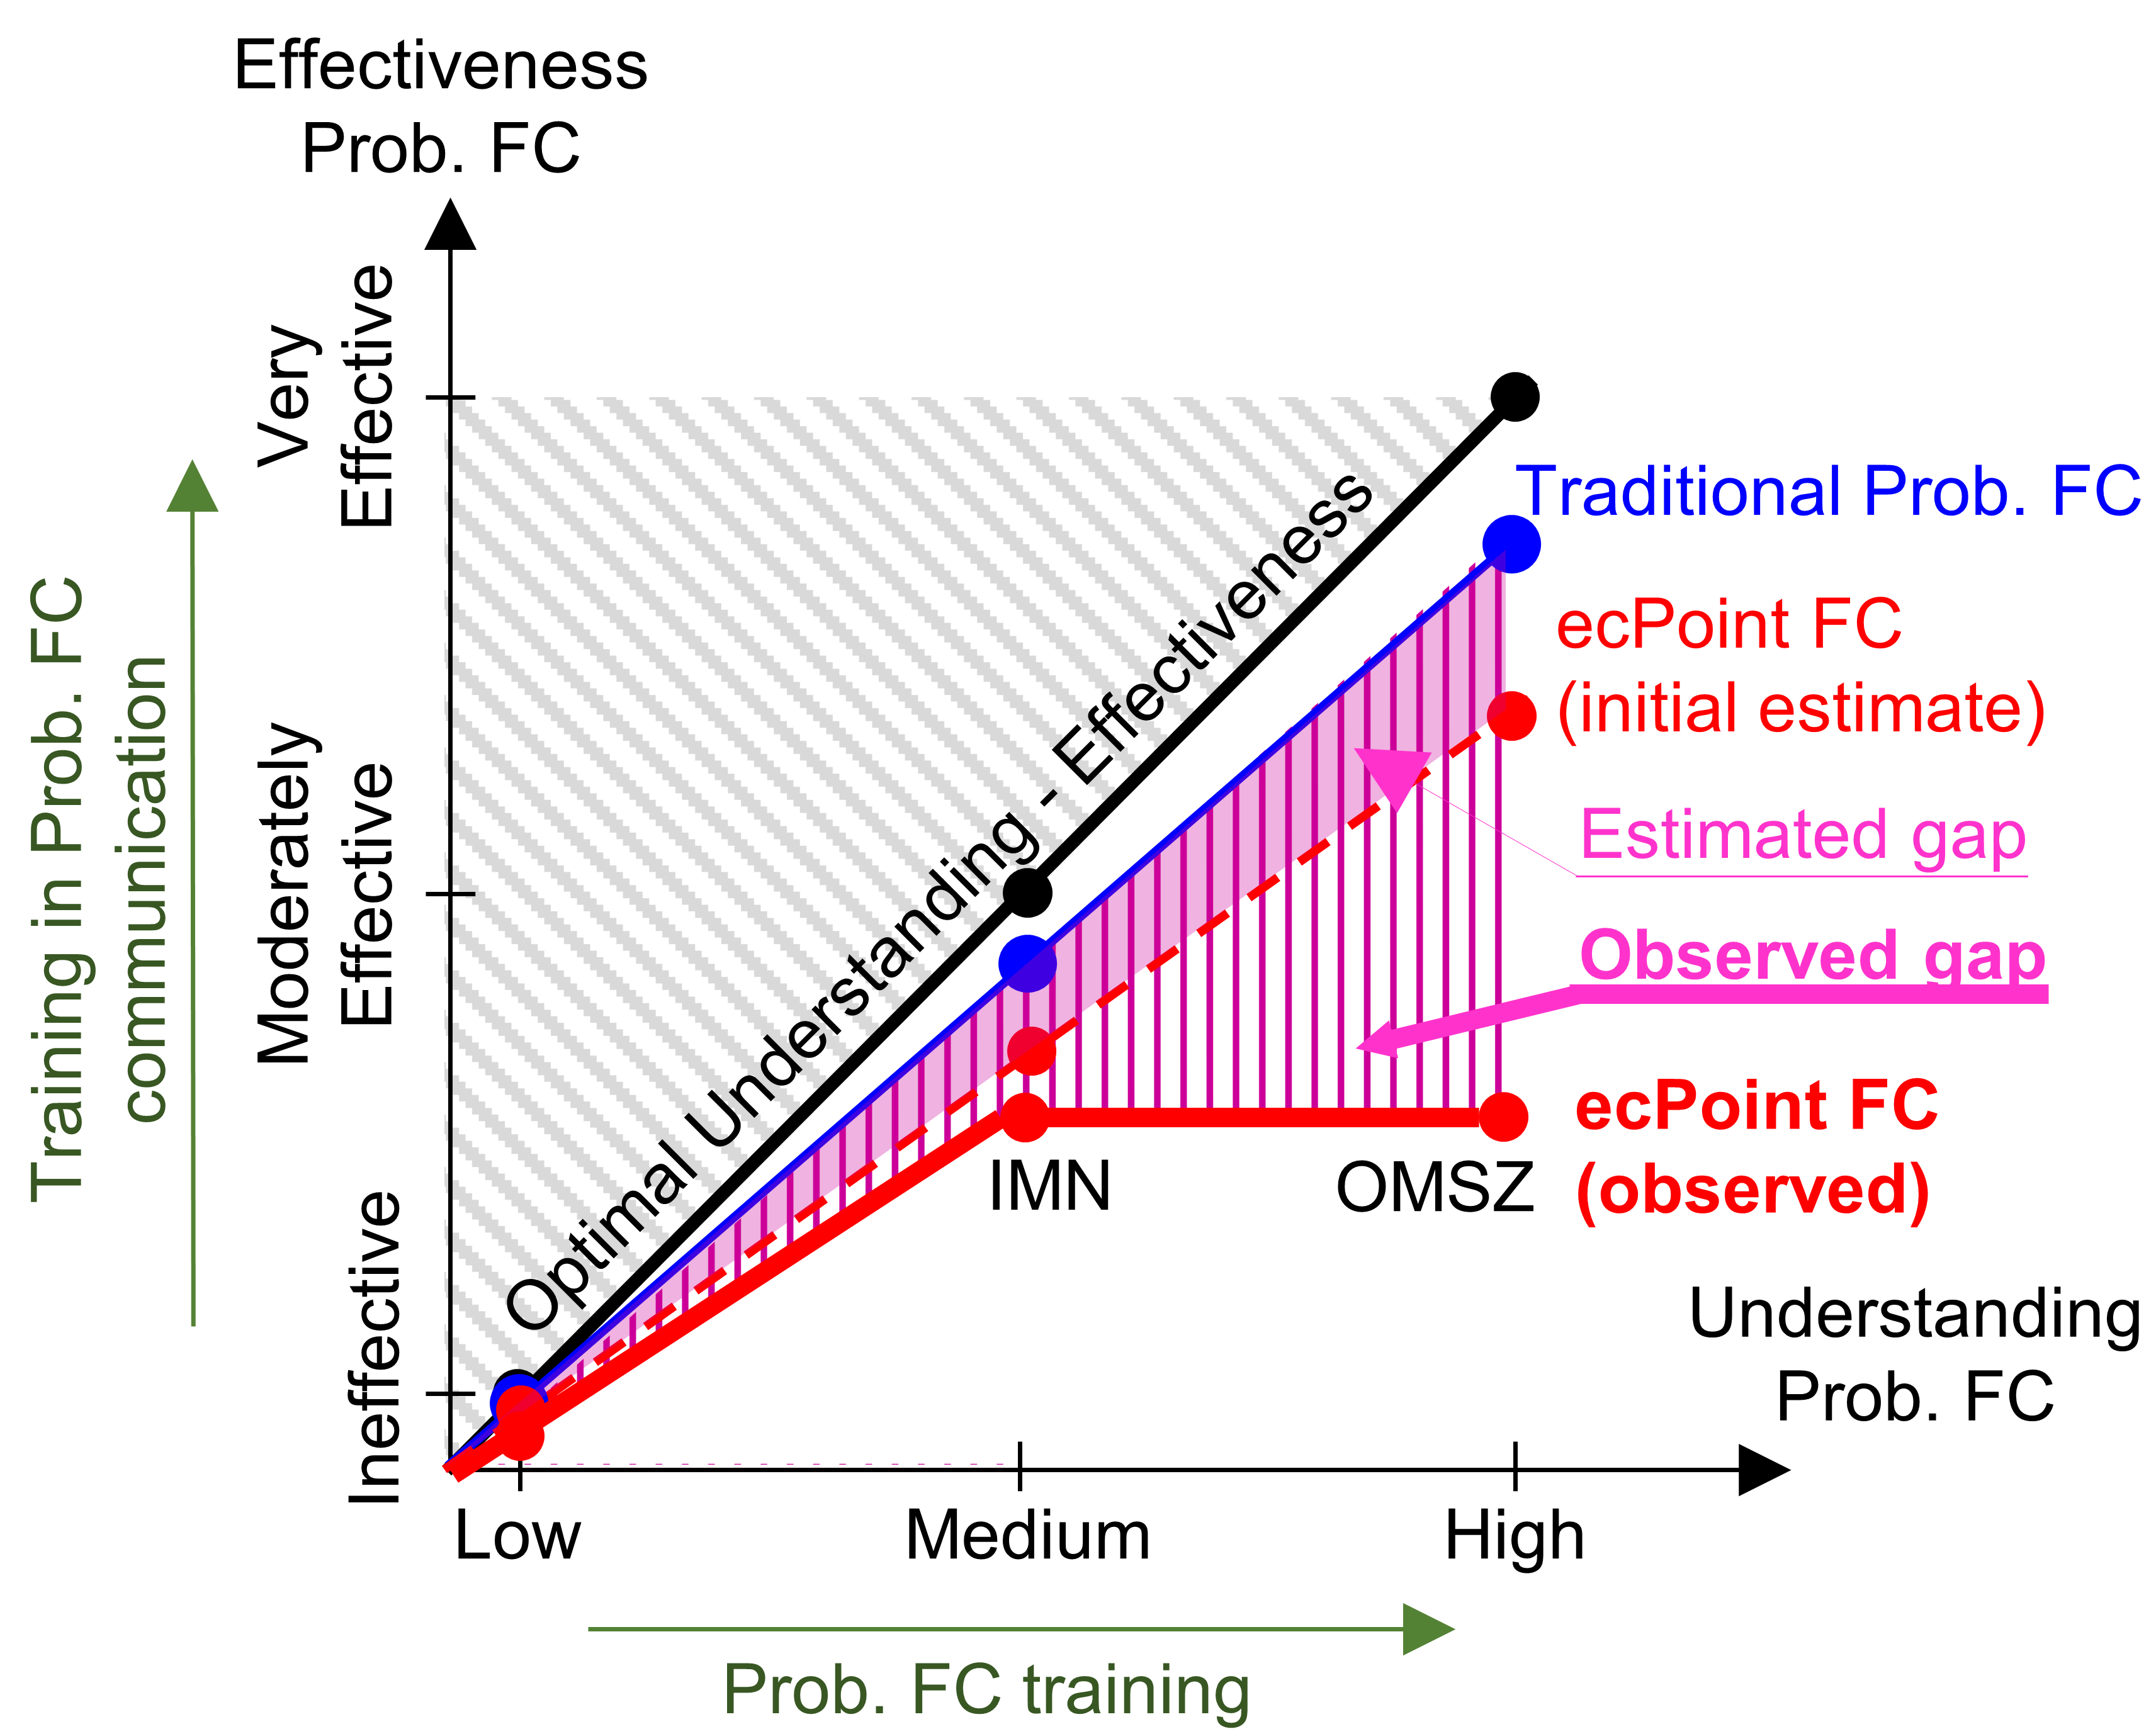 Effectiveness
Prob. FC
Very
Effective
Moderately
Effective
Ineffective
Training in Prob. FC
communication
Optimal Understanding - Effectiveness
Traditional Prob. FC
ecPoint FC
(initial estimate)
Estimated gap
Observed gap
ecPoint FC
(observed)
IMN
OMSZ
Understanding
Prob. FC
Low
Medium
High
Prob. FC training